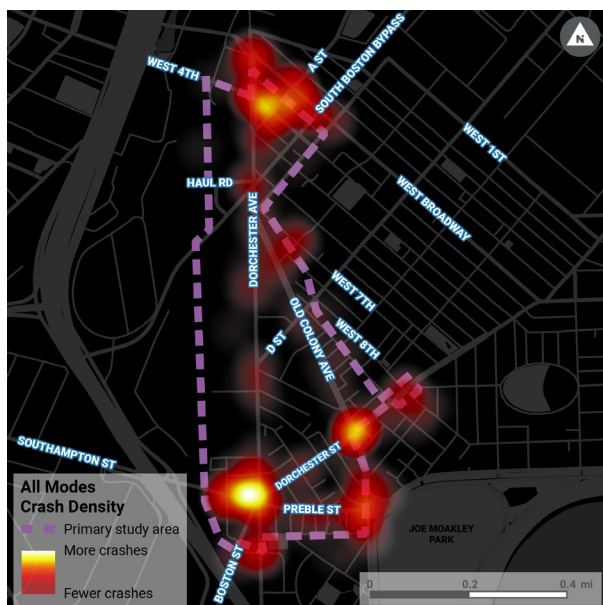 N
A ST
SOUTH BOSTON BYPASS
WEST 4TH
WEST 1ST
HAUL RD
WEST BROADWAY
DORCHESTER AVE
WEST 7TH
OLD COLONY AVE
WEST 8TH
D ST
SOUTHAMPTON ST
DORCHESTER ST
PREBLE ST
BOSTON ST
JOE MOAKLEY
PARK
All Modes
Crash Density
Primary study area
More crashes
Fewer crashes
0
0.2
0.4 mi